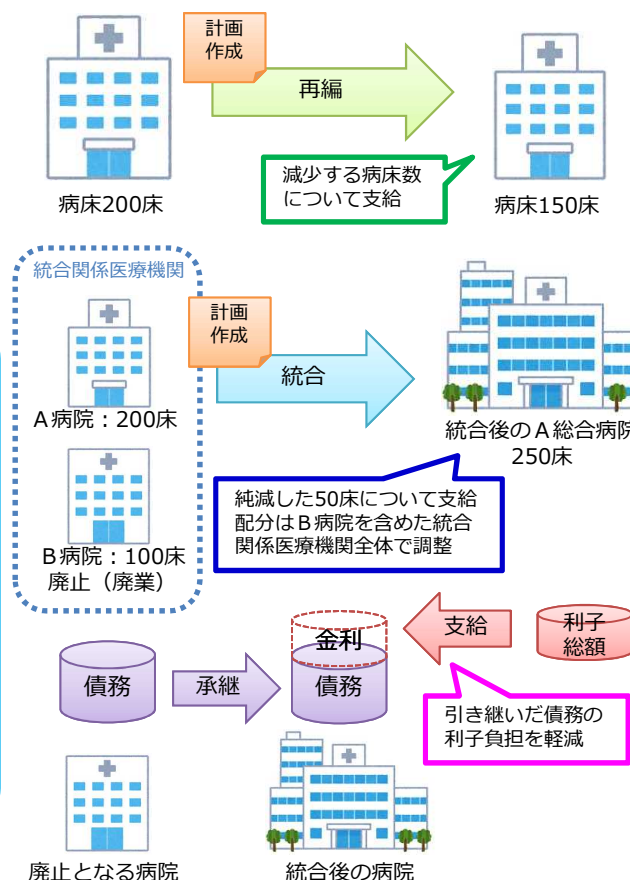 計画
作成
再編
減少する病床数
について支給
病床200床
病床150床
統合関係医療機関
計画
作成
統合
A病院：200床
統合後のA総合病院
250床
B病院：100床
廃止（廃業）
純減した50床について支給
配分はB病院を含めた統合
関係医療機関全体で調整
金利
支給
利子
総額
債務
承継
債務
引き継いだ債務の
利子負担を軽減
廃止となる病院
統合後の病院